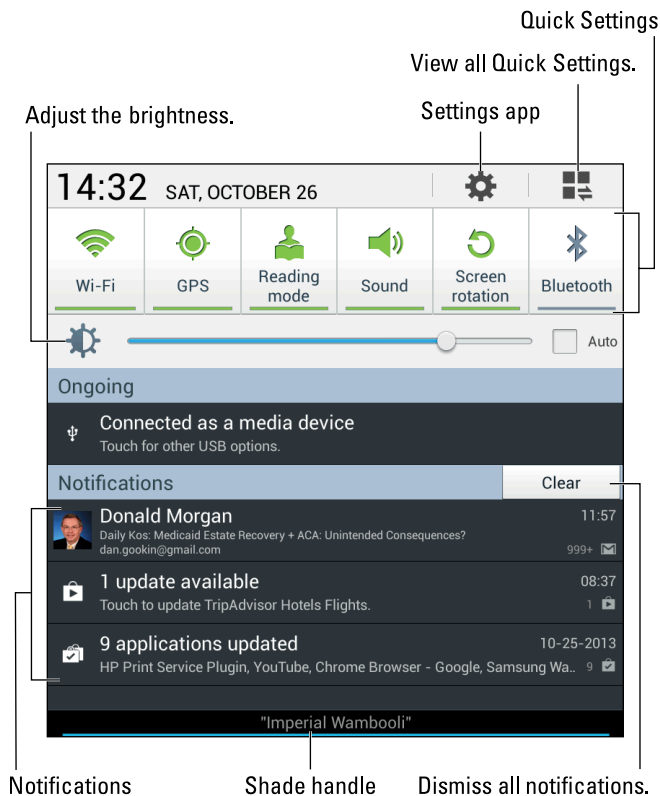 Quick Settings
View all Quick Settings.
Adjust the brightness.
Settings app
14:32 SAT, OCTOBER 26
Wi-Fi
GPS
Reading
mode
Sound
Screen
rotation
Bluetooth
Auto
Ongoing
Connected as a media device
Touch for other USB options.
Notifications
Clear
Donald Morgan 11:57
Daily Kos: Medicaid Estate Recovery + ACA: Unintended Consequences?
dan.gookin@gmail.com 999+
1 update available 08:37
Touch to update TripAdvisor Hotels Flights. 1
9 applications updated 10-25-2013
HP Print Service Plugin, YouTube, Chrome Browser - Google, Samsung Wa.. 9
"Imperial Wambooli"
Notifications
Shade handle
Dismiss all notifications.